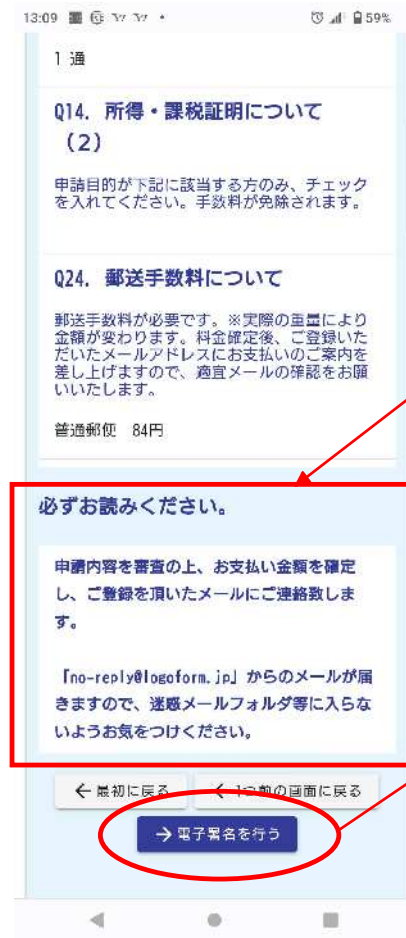 13:09
59%
1 通
Q14. 所得・課税証明について
(2)
申請目的が下記に該当する方のみ、チェック
を入れてください。手数料が免除されます。
Q24. 郵送手数料について
郵送手数料が必要です。※実際の重量により
金額が変わります。料金確定後、ご登録いた
だいたメールアドレスにお支払いのご案内を
差し上げますので、適宜メールの確認をお願
いいたします。
普通郵便 84円
必ずお読みください。
申請内容を審査の上、お支払い金額を確定
し、ご登録を頂いたメールにご連絡致しま
す。
「no-reply@logoform.jp」からのメールが届
きますので、迷惑メールフォルダ等に入らな
いようお気をつけください。
← 最初に戻る
← 1つ前の画面に戻る
→ 電子署名を行う